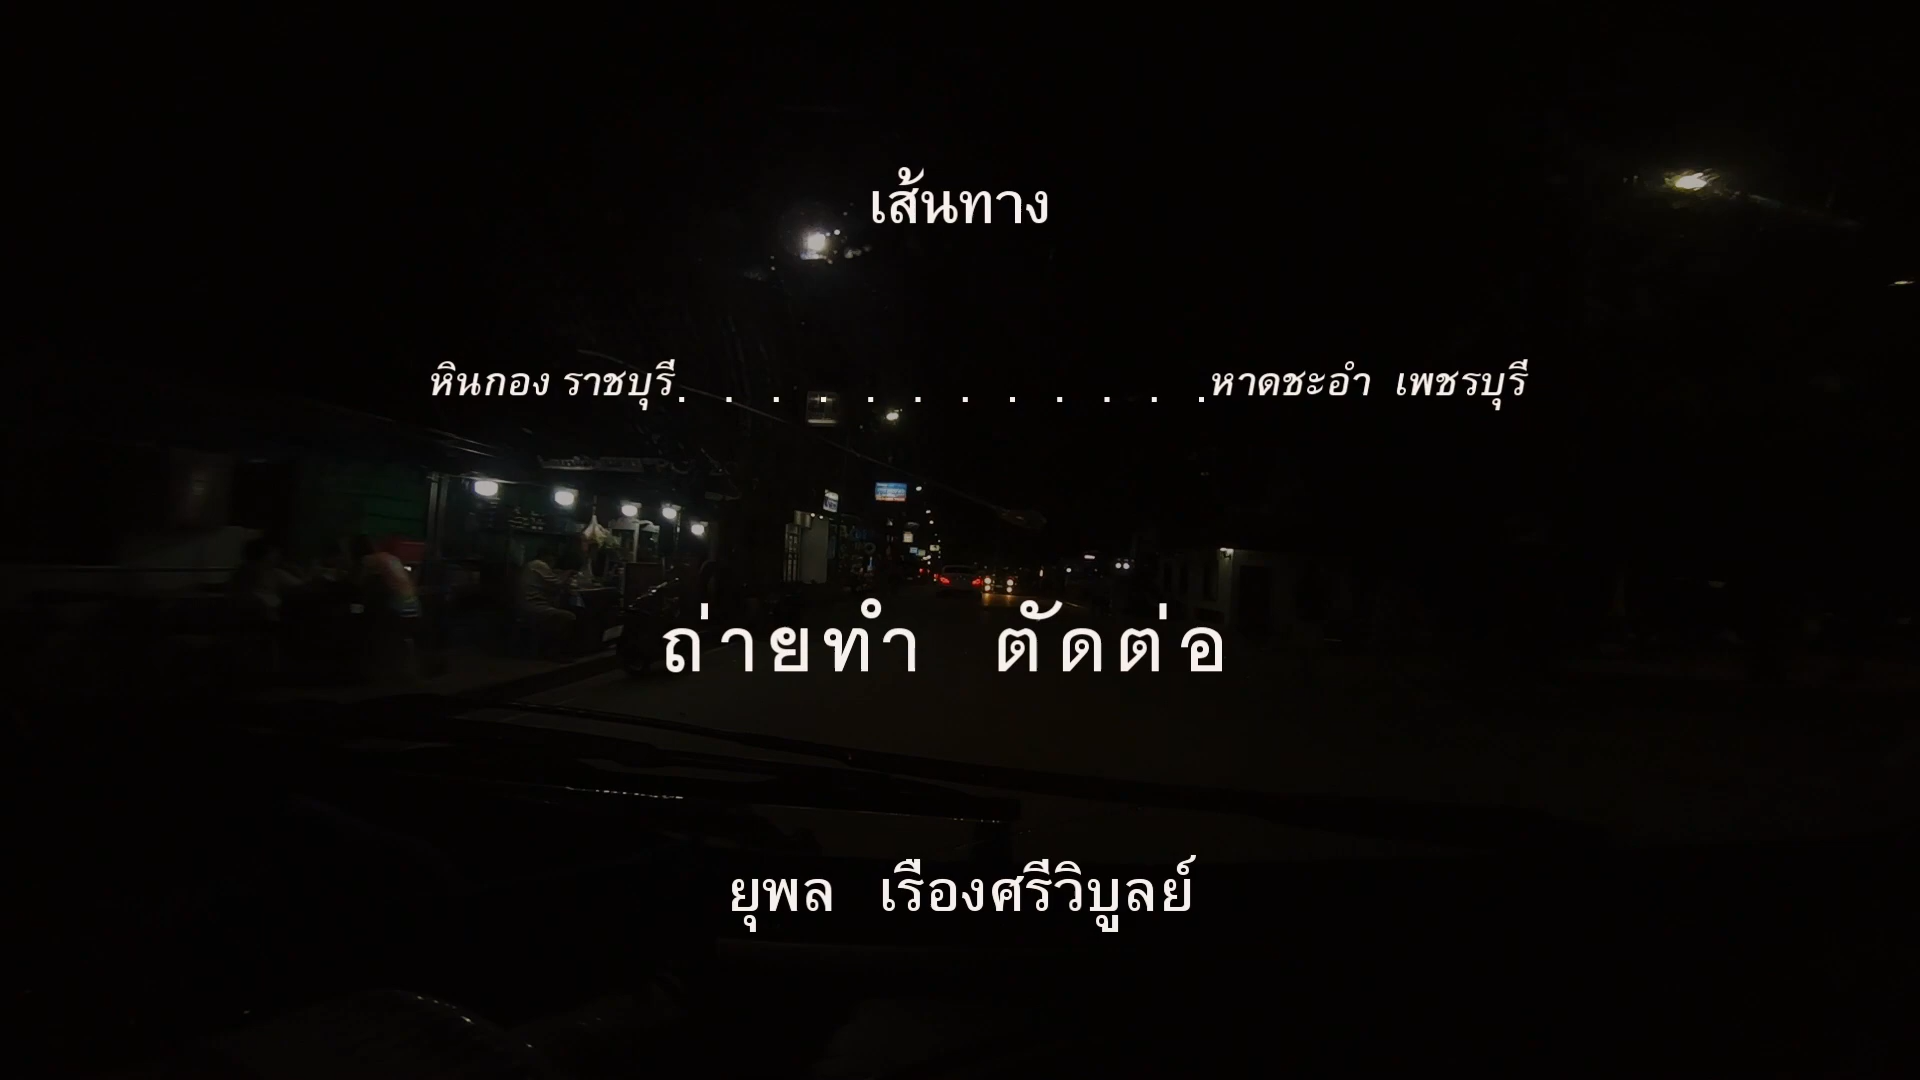 เส้นทาง
หินกอง ราชบุรี. . . . . . . . . . . .หาดชะอำ เพชรบุรี
ถ่ายทำ ตัดต่อ
ยุพล เรืองศรีวิบูลย์